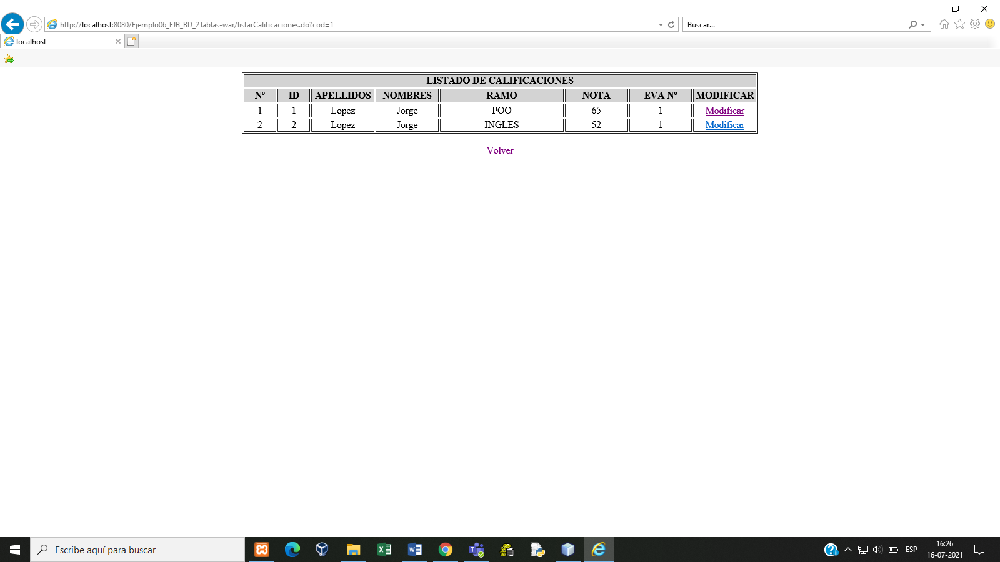 http://localhost:8080/Ejemplo06_EJB_BD_2Tablas-war/listarCalificaciones.do?cod=1
Buscar...
localhost
LISTADO DE CALIFICACIONES
Nº ID APELLIDOS NOMBRES RAMO NOTA EVA Nº MODIFICAR
1 1 Lopez Jorge POO 65 1 Modificar
2 2 Lopez Jorge INGLES 52 1 Modificar
Volver
Escribe aquí para buscar
ESP
16:26
16-07-2021